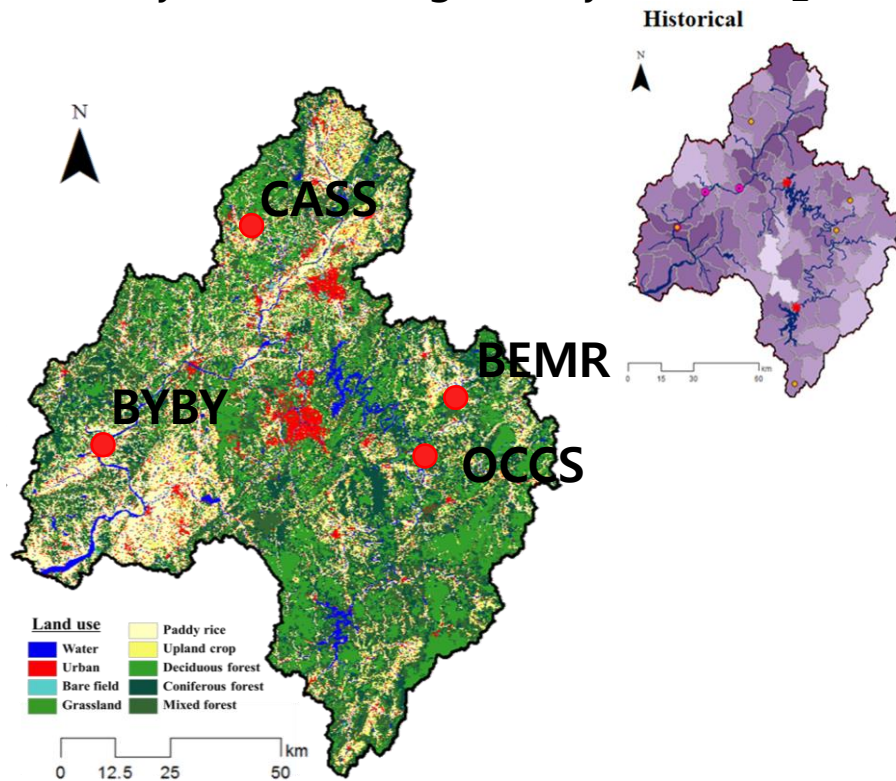 Historical
N
N
CASS
BEMR
BYBY
OCCS
0 15 30 60
Km
Land use
Water
Urban
Bare field
Grassland
Paddy rice
Upland crop
Deciduous forest
Coniferous forest
Mixed forest
km
0 12.5 25 50